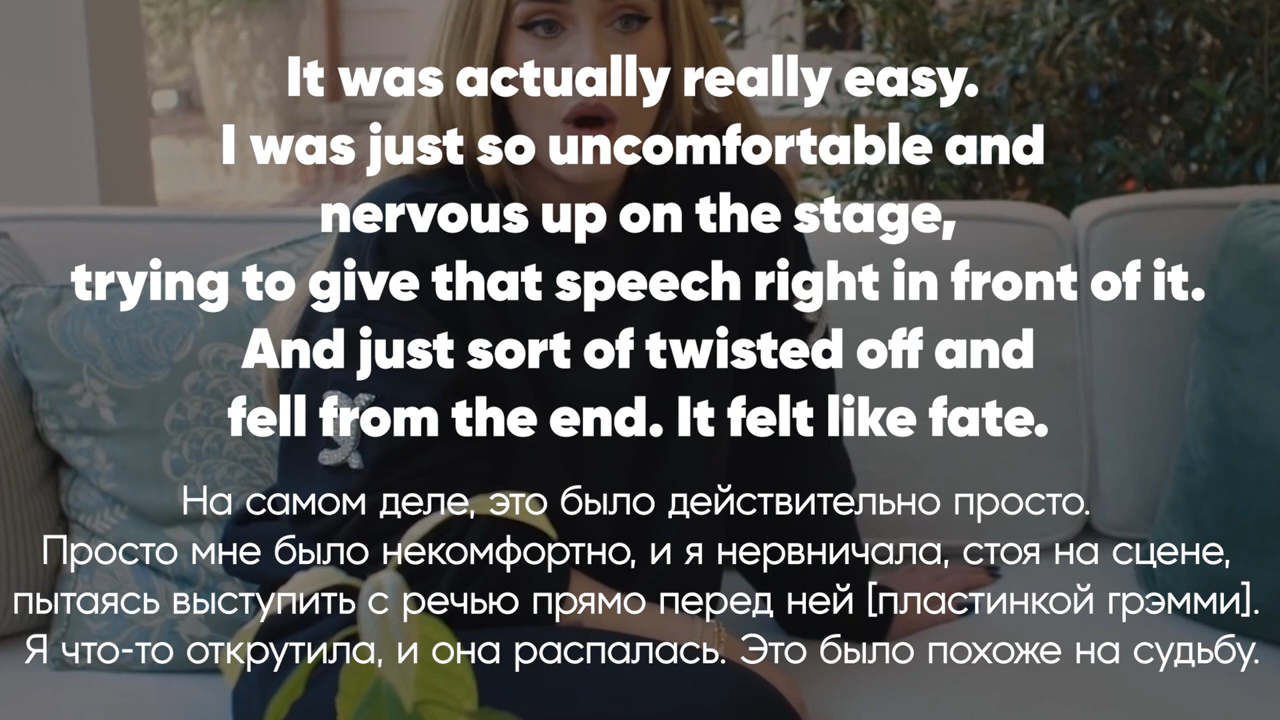 It was actually really easy.
I was just so uncomfortable and
nervous up on the stage,
trying to give that speech right in front of it.
And just sort of twisted off and
fell from the end. It felt like fate.
На самом деле, это было действительно просто.
Просто мне было некомфортно, и я нервничала, стоя на сцене,
пытаясь выступить с речью прямо перед ней [пластинкой грэмми].
Я что-то открутила, и она распалась. Это было похоже на судьбу.